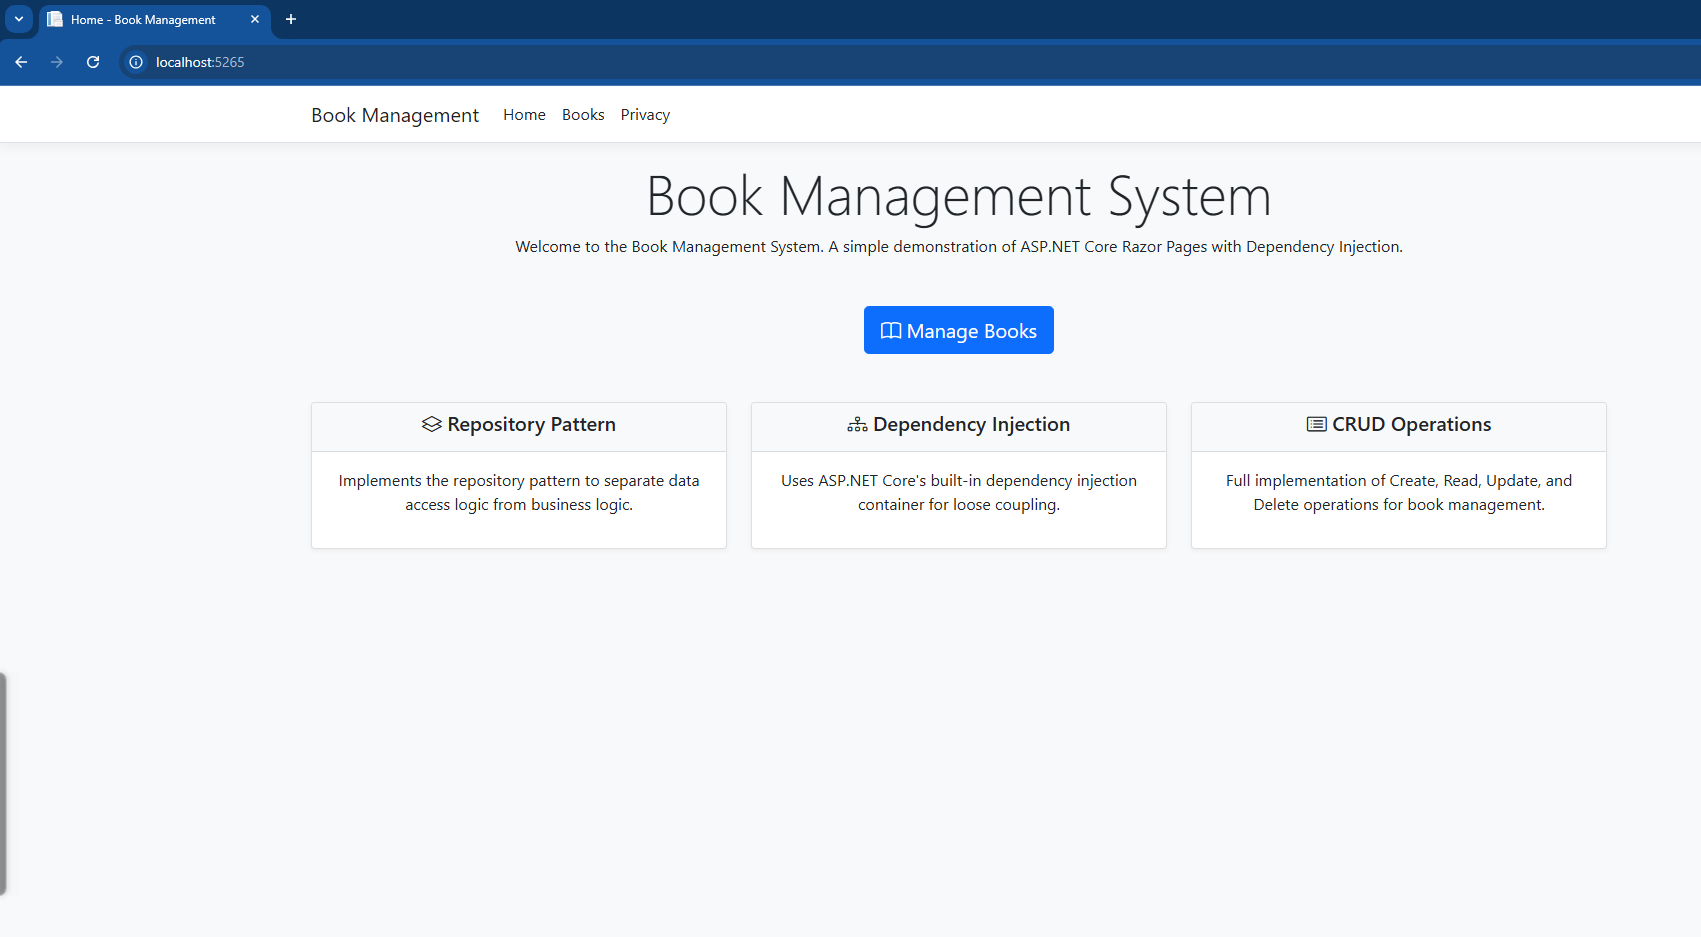 Home - Book Management
localhost:5265
Book Management Home Books Privacy
Book Management System
Welcome to the Book Management System. A simple demonstration of ASP.NET Core Razor Pages with Dependency Injection.
Manage Books
Repository Pattern
Implements the repository pattern to separate data
access logic from business logic.
Dependency Injection
Uses ASP.NET Core's built-in dependency injection
container for loose coupling.
CRUD Operations
Full implementation of Create, Read, Update, and
Delete operations for book management.